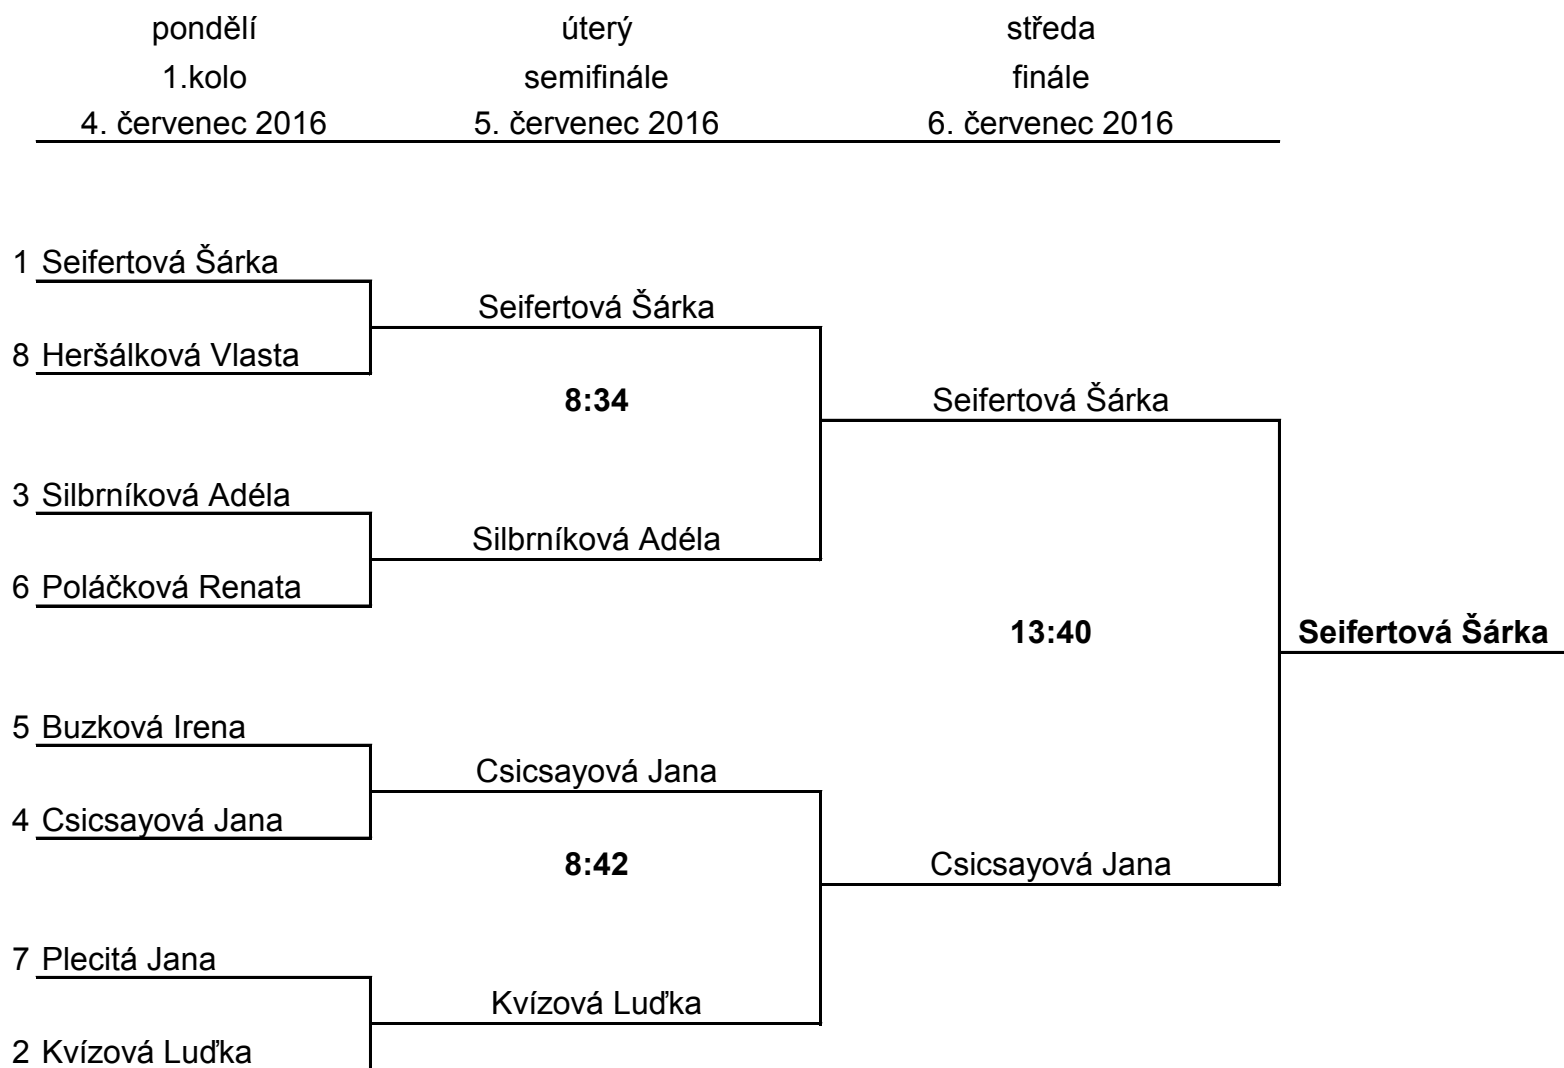 pondělí úterý středa
1.kolo semifinále finále
4. červenec 2016 5. červenec 2016 6. červenec 2016
1 Seifertová Šárka
Seifertová Šárka
8 Heršálková Vlasta
8:34 Seifertová Šárka
3 Silbrníková Adéla
Silbrníková Adéla
6 Poláčková Renata
13:40 Seifertová Šárka
5 Buzková Irena
Csicsayová Jana
4 Csicsayová Jana
8:42 Csicsayová Jana
7 Plecitá Jana
Kvízová Luďka
2 Kvízová Luďka